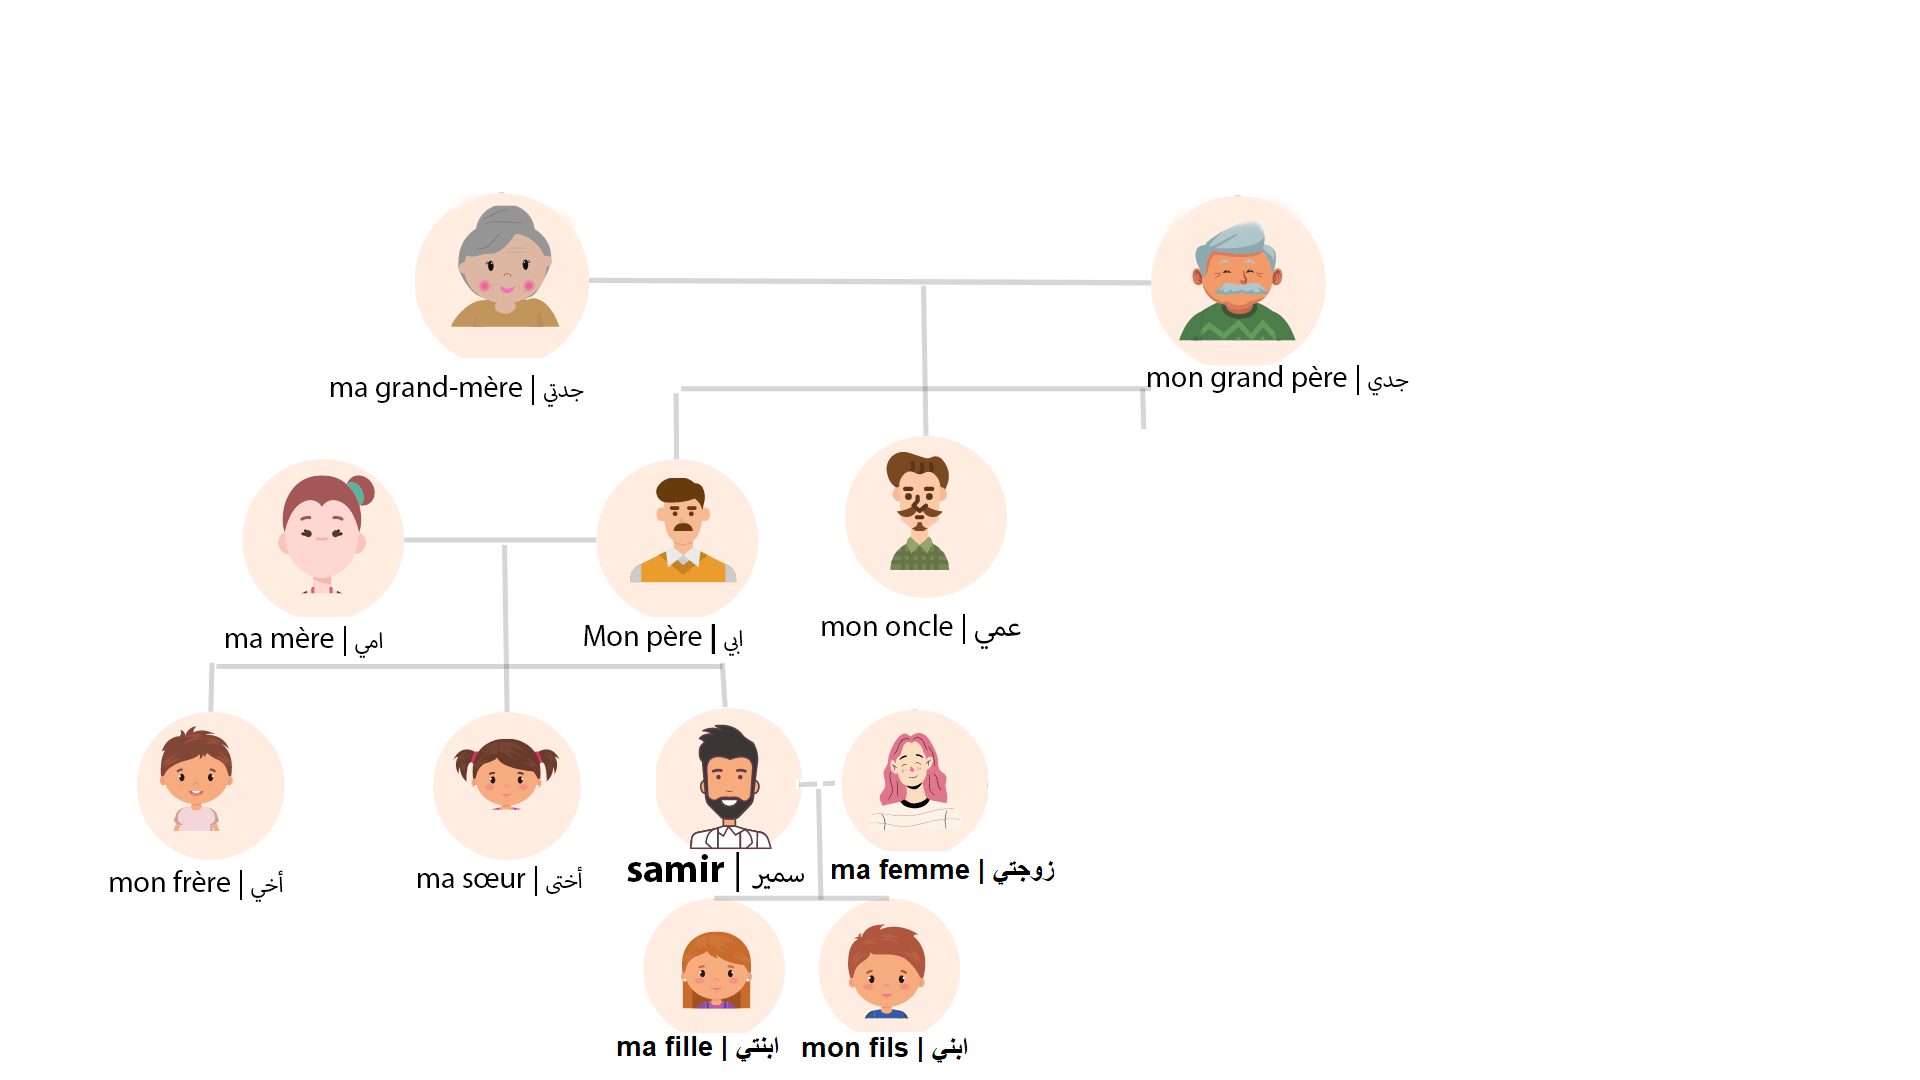 ma grand-mère | جدتي
mon grand père | جدي
ma mère | امي
Mon père | ابي
mon oncle | عمي
mon frère | أخي
ma sœur | أختى
samir | سمير
ma femme | زوجتي
ma fille | ابنتي
mon fils | ابني